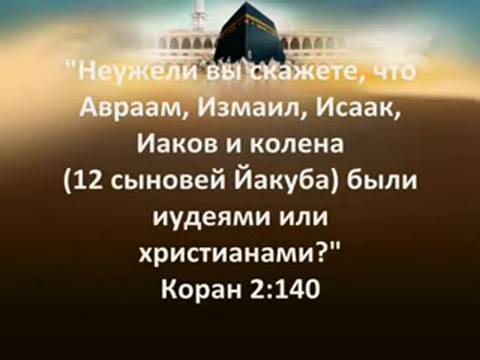 "Неужели вы скажете, что
Авраам, Измаил, Исаак,
Иаков и колена
(12 сыновей Йакуба) были
иудеями или
христианами?"
Коран 2:140